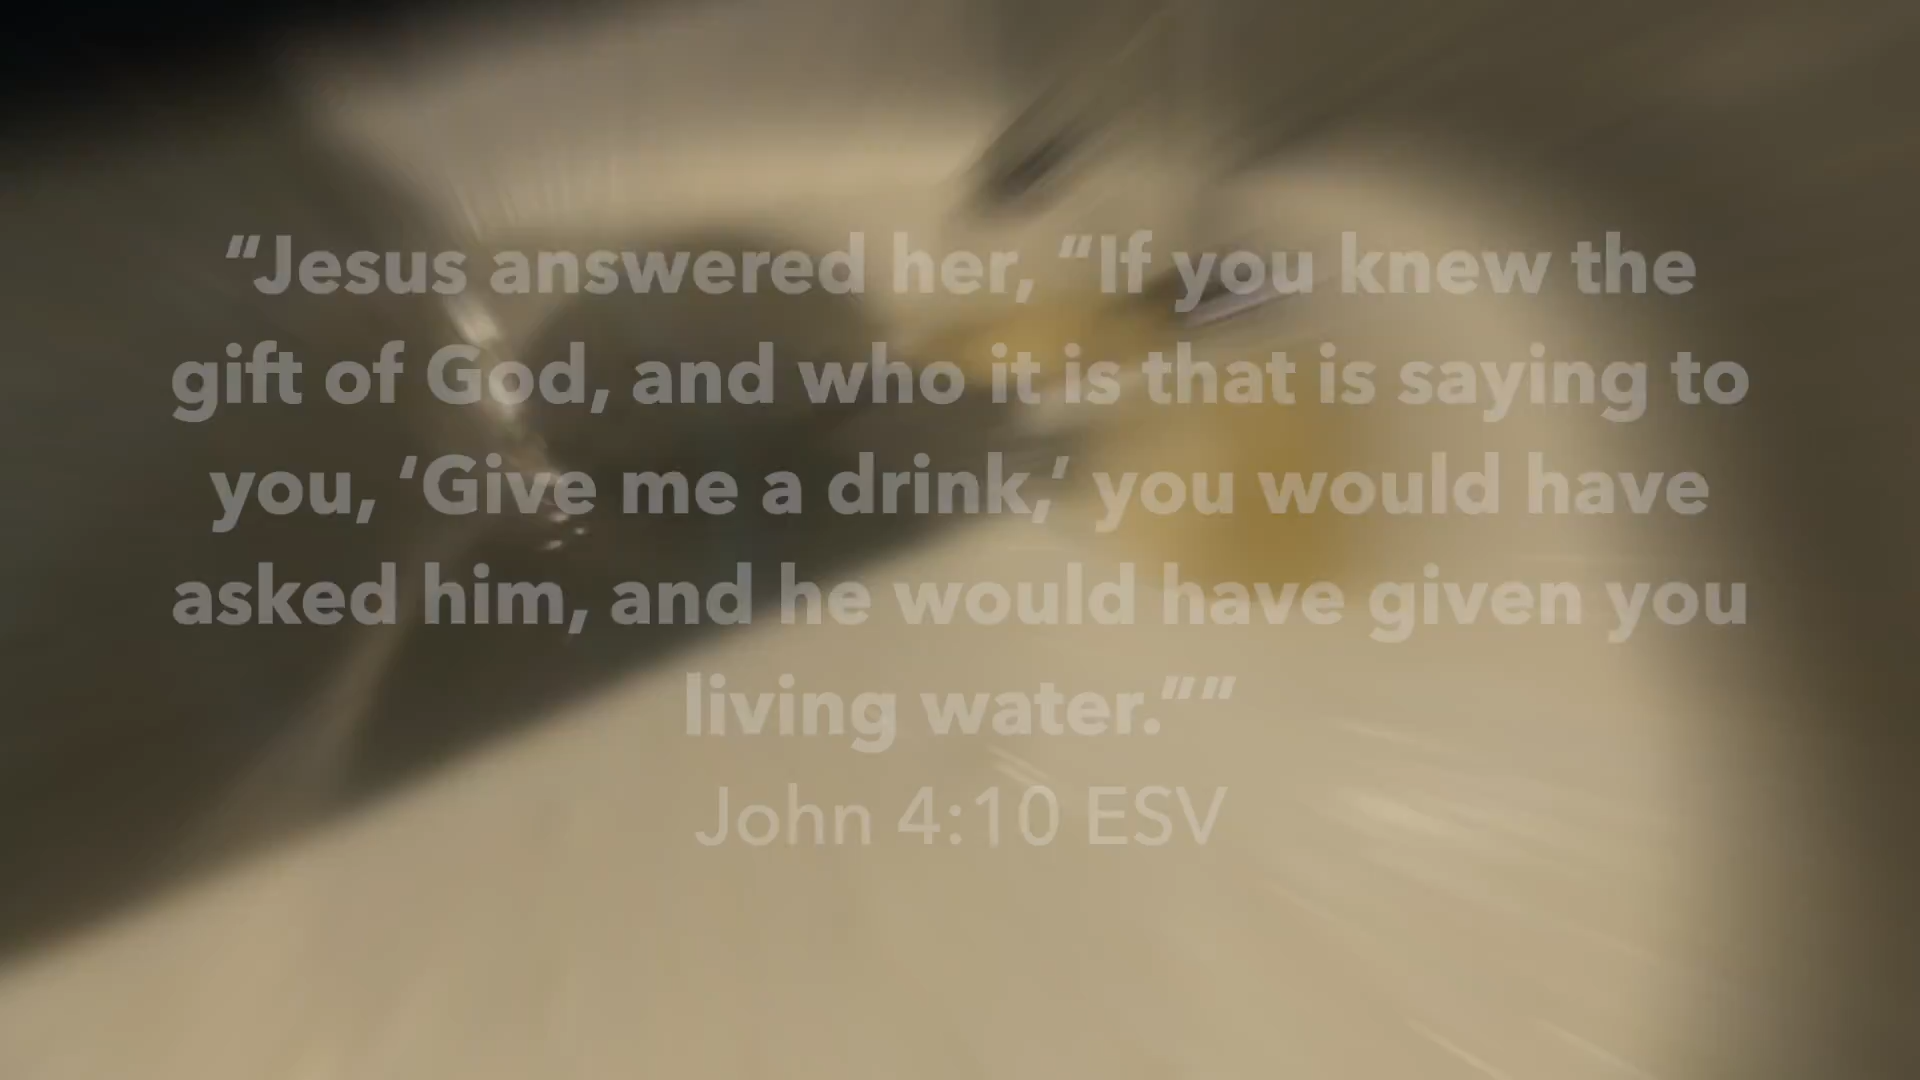 “Jesus answered her, “If you knew the
gift of God, and who it is that is saying to
you, ‘Give me a drink,’ you would have
asked him, and he would have given you
living water.””
John 4:10 ESV